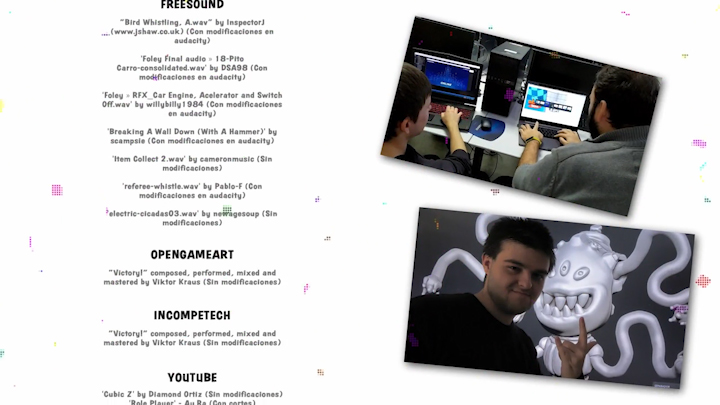 FREESOUND
"Bird Whistling, A.wav" by InspectorJ
(www.jshaw.co.uk) (Con modificaciones en
audacity)
'Foley Final audio - 18-Pito
Carro-consolidated.wav' by DSA98 (Con
modificaciones en audacity)
'Foley - RFX_Car Engine, Acelerator and Switch
Off.wav' by willybilly1984 (Con modificaciones
en audacity)
'Breaking A Wall Down (With A Hammer)' by
scampsie (Con modificaciones en audacity)
'Item Collect 2.wav' by cameronmusic (Sin
modificaciones)
'referee-whistle.wav' by Pablo-F (Con
modificaciones en audacity)
'electric-cicadas03.wav' by newagesoup (Sin
modificaciones)
OPENGAMEART
"Victory!" composed, performed, mixed and
mastered by Viktor Kraus (Sin modificaciones)
INCOMPETECH
"Victory!" composed, performed, mixed and
mastered by Viktor Kraus (Sin modificaciones)
YOUTUBE
'Cubic Z' by Diamond Ortiz (Sin modificaciones)
'Role Player' - Ay Ra (Con cortes)